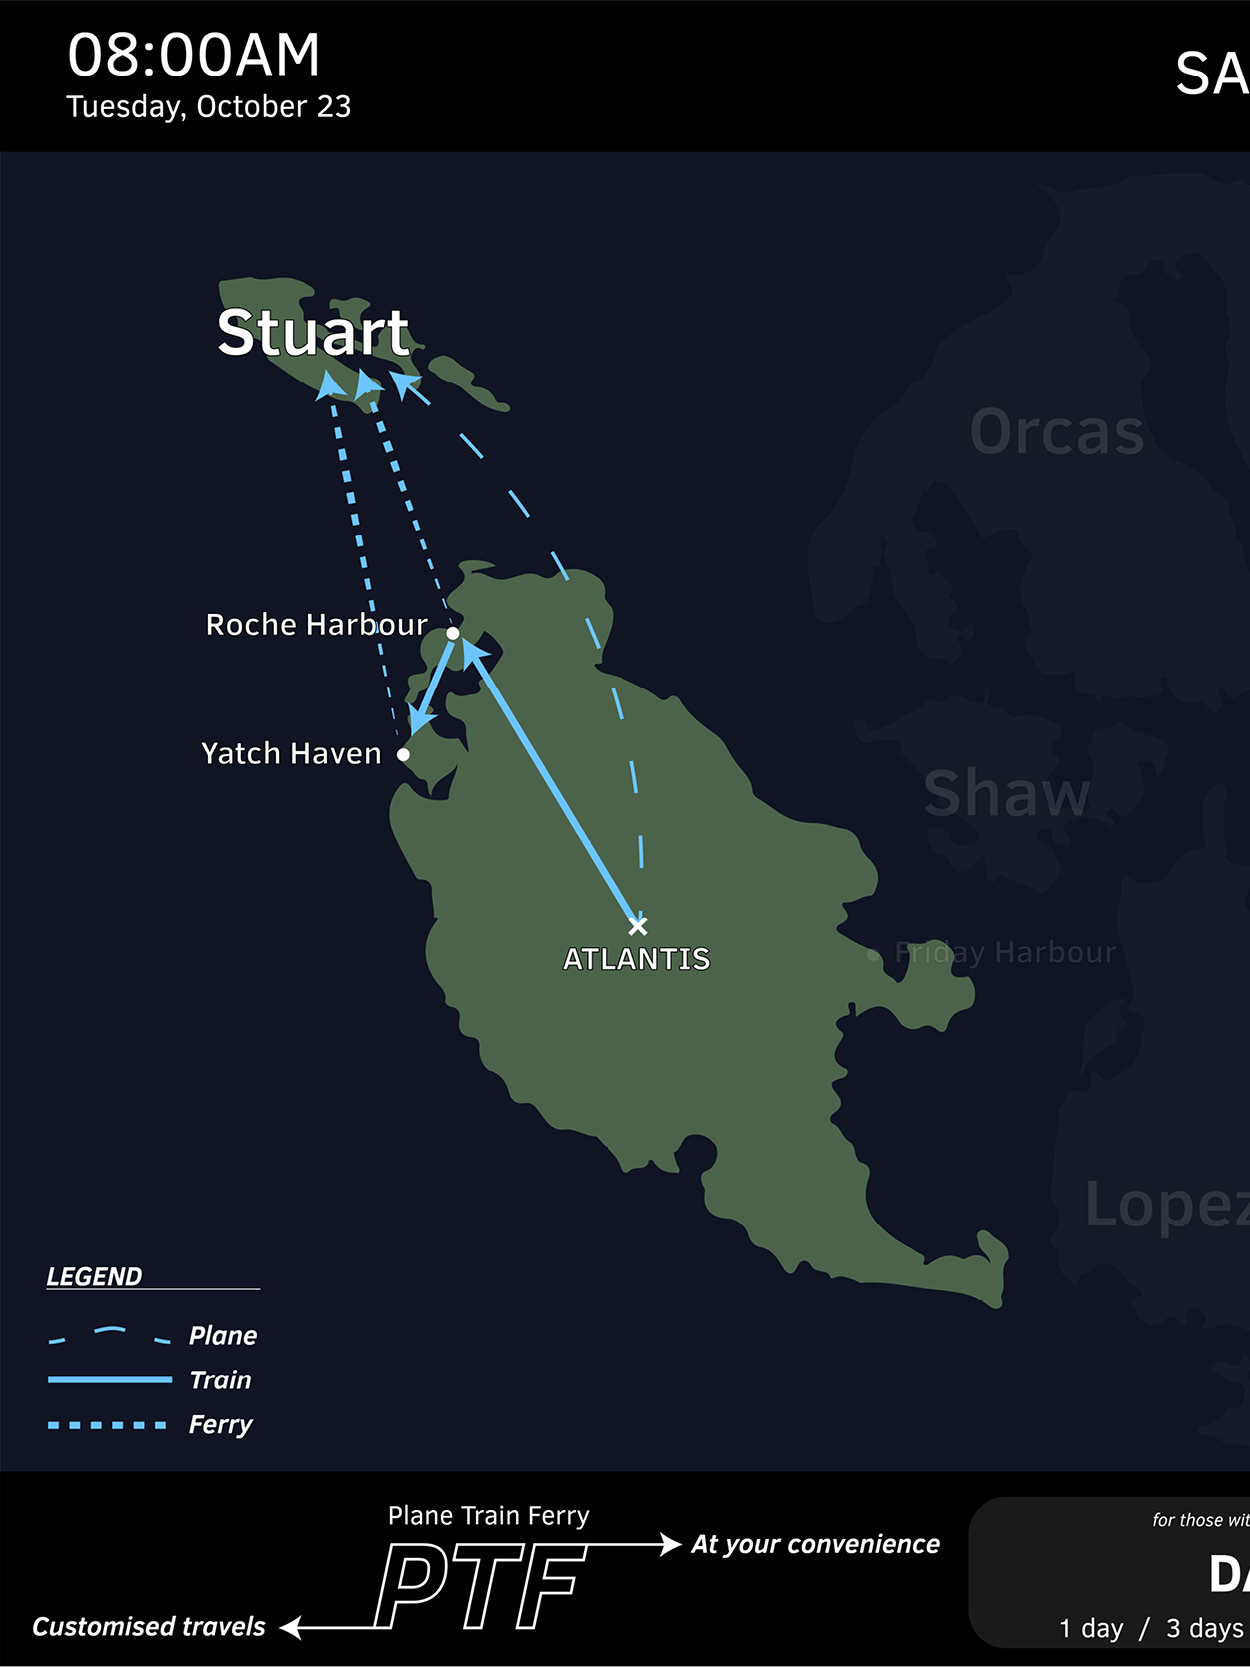 08:00AM
Tuesday, October 23
SA
Stuart
Orcas
Roche Harbour
Yatch Haven
Shaw
ATLANTIS
Friday Harbour
Lopez
LEGEND
Plane
Train
Ferry
Plane Train Ferry
PTF
At your convenience
Customised travels
for those wit
DA
1 day / 3 days